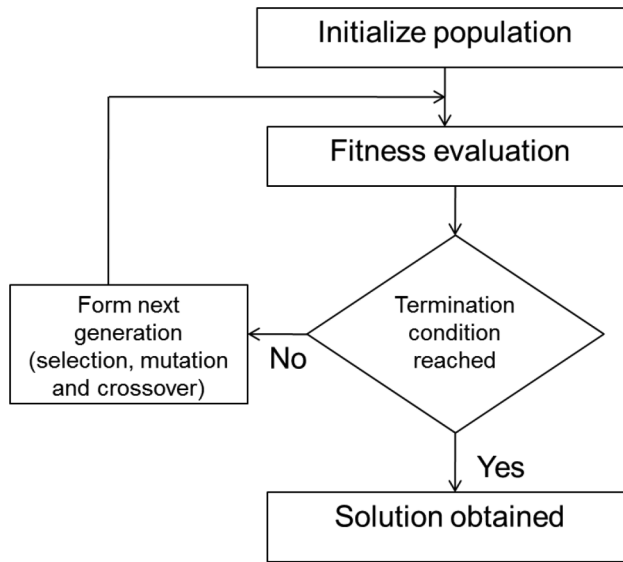 Initialize population
Fitness evaluation
Termination
condition
reached
No
Form next
generation
(selection, mutation
and crossover)
Yes
Solution obtained